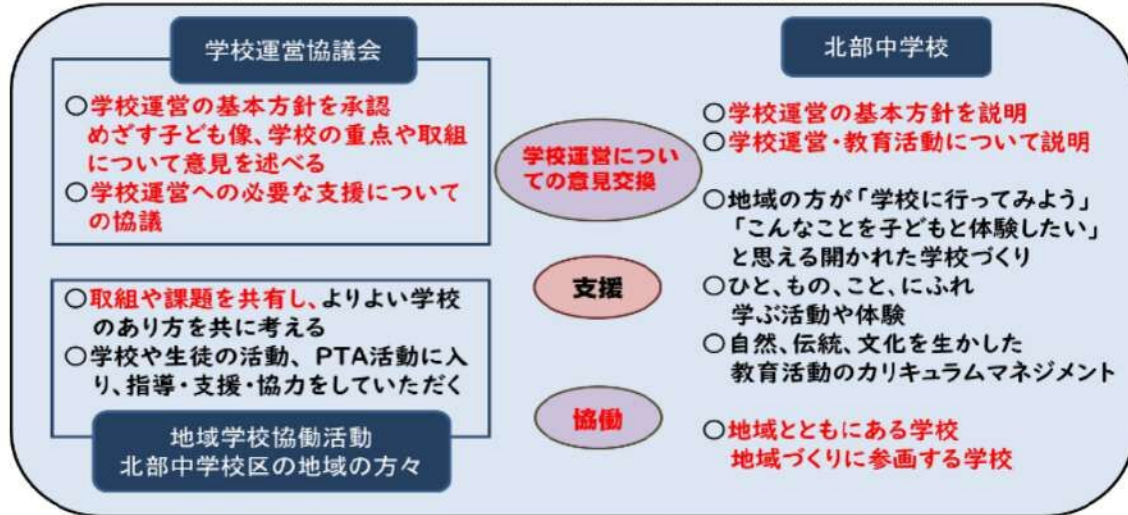 学校運営協議会
○学校運営の基本方針を承認
めざす子ども像、学校の重点や取組
について意見を述べる
○学校運営への必要な支援について
の協議
○取組や課題を共有し、よりよい学校
のあり方を共に考える
○学校や生徒の活動、PTA活動に入
り、指導・支援・協力をしていただく
地域学校協働活動
北部中学校区の地域の方々
学校運営につい
ての意見交換
支援
協働
北部中学校
○学校運営の基本方針を説明
○学校運営・教育活動について説明
○地域の方が「学校に行ってみよう」
「こんなことを子どもと体験したい」
と思える開かれた学校づくり
○ひと、もの、こと、にふれ
学ぶ活動や体験
○自然、伝統、文化を生かした
教育活動のカリキュラムマネジメント
○地域とともにある学校
地域づくりに参画する学校